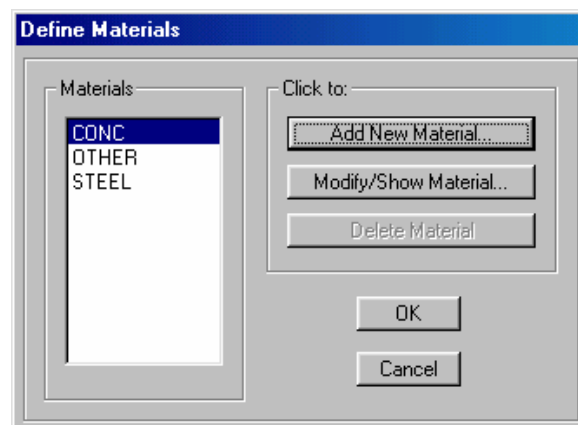 Define Materials
Materials
CONC
OTHER
STEEL
Click to:
Add New Material...
Modify/Show Material...
Delete Material
OK
Cancel